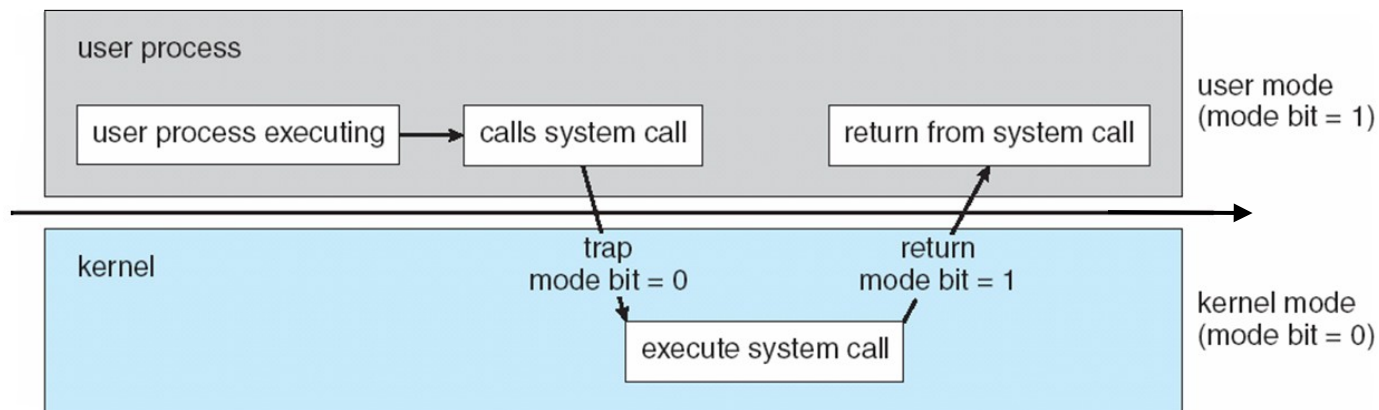 user process
user process executing
calls system call
return from system call
user mode
(mode bit = 1)
kernel
trap
mode bit = 0
return
mode bit = 1
execute system call
kernel mode
(mode bit = 0)